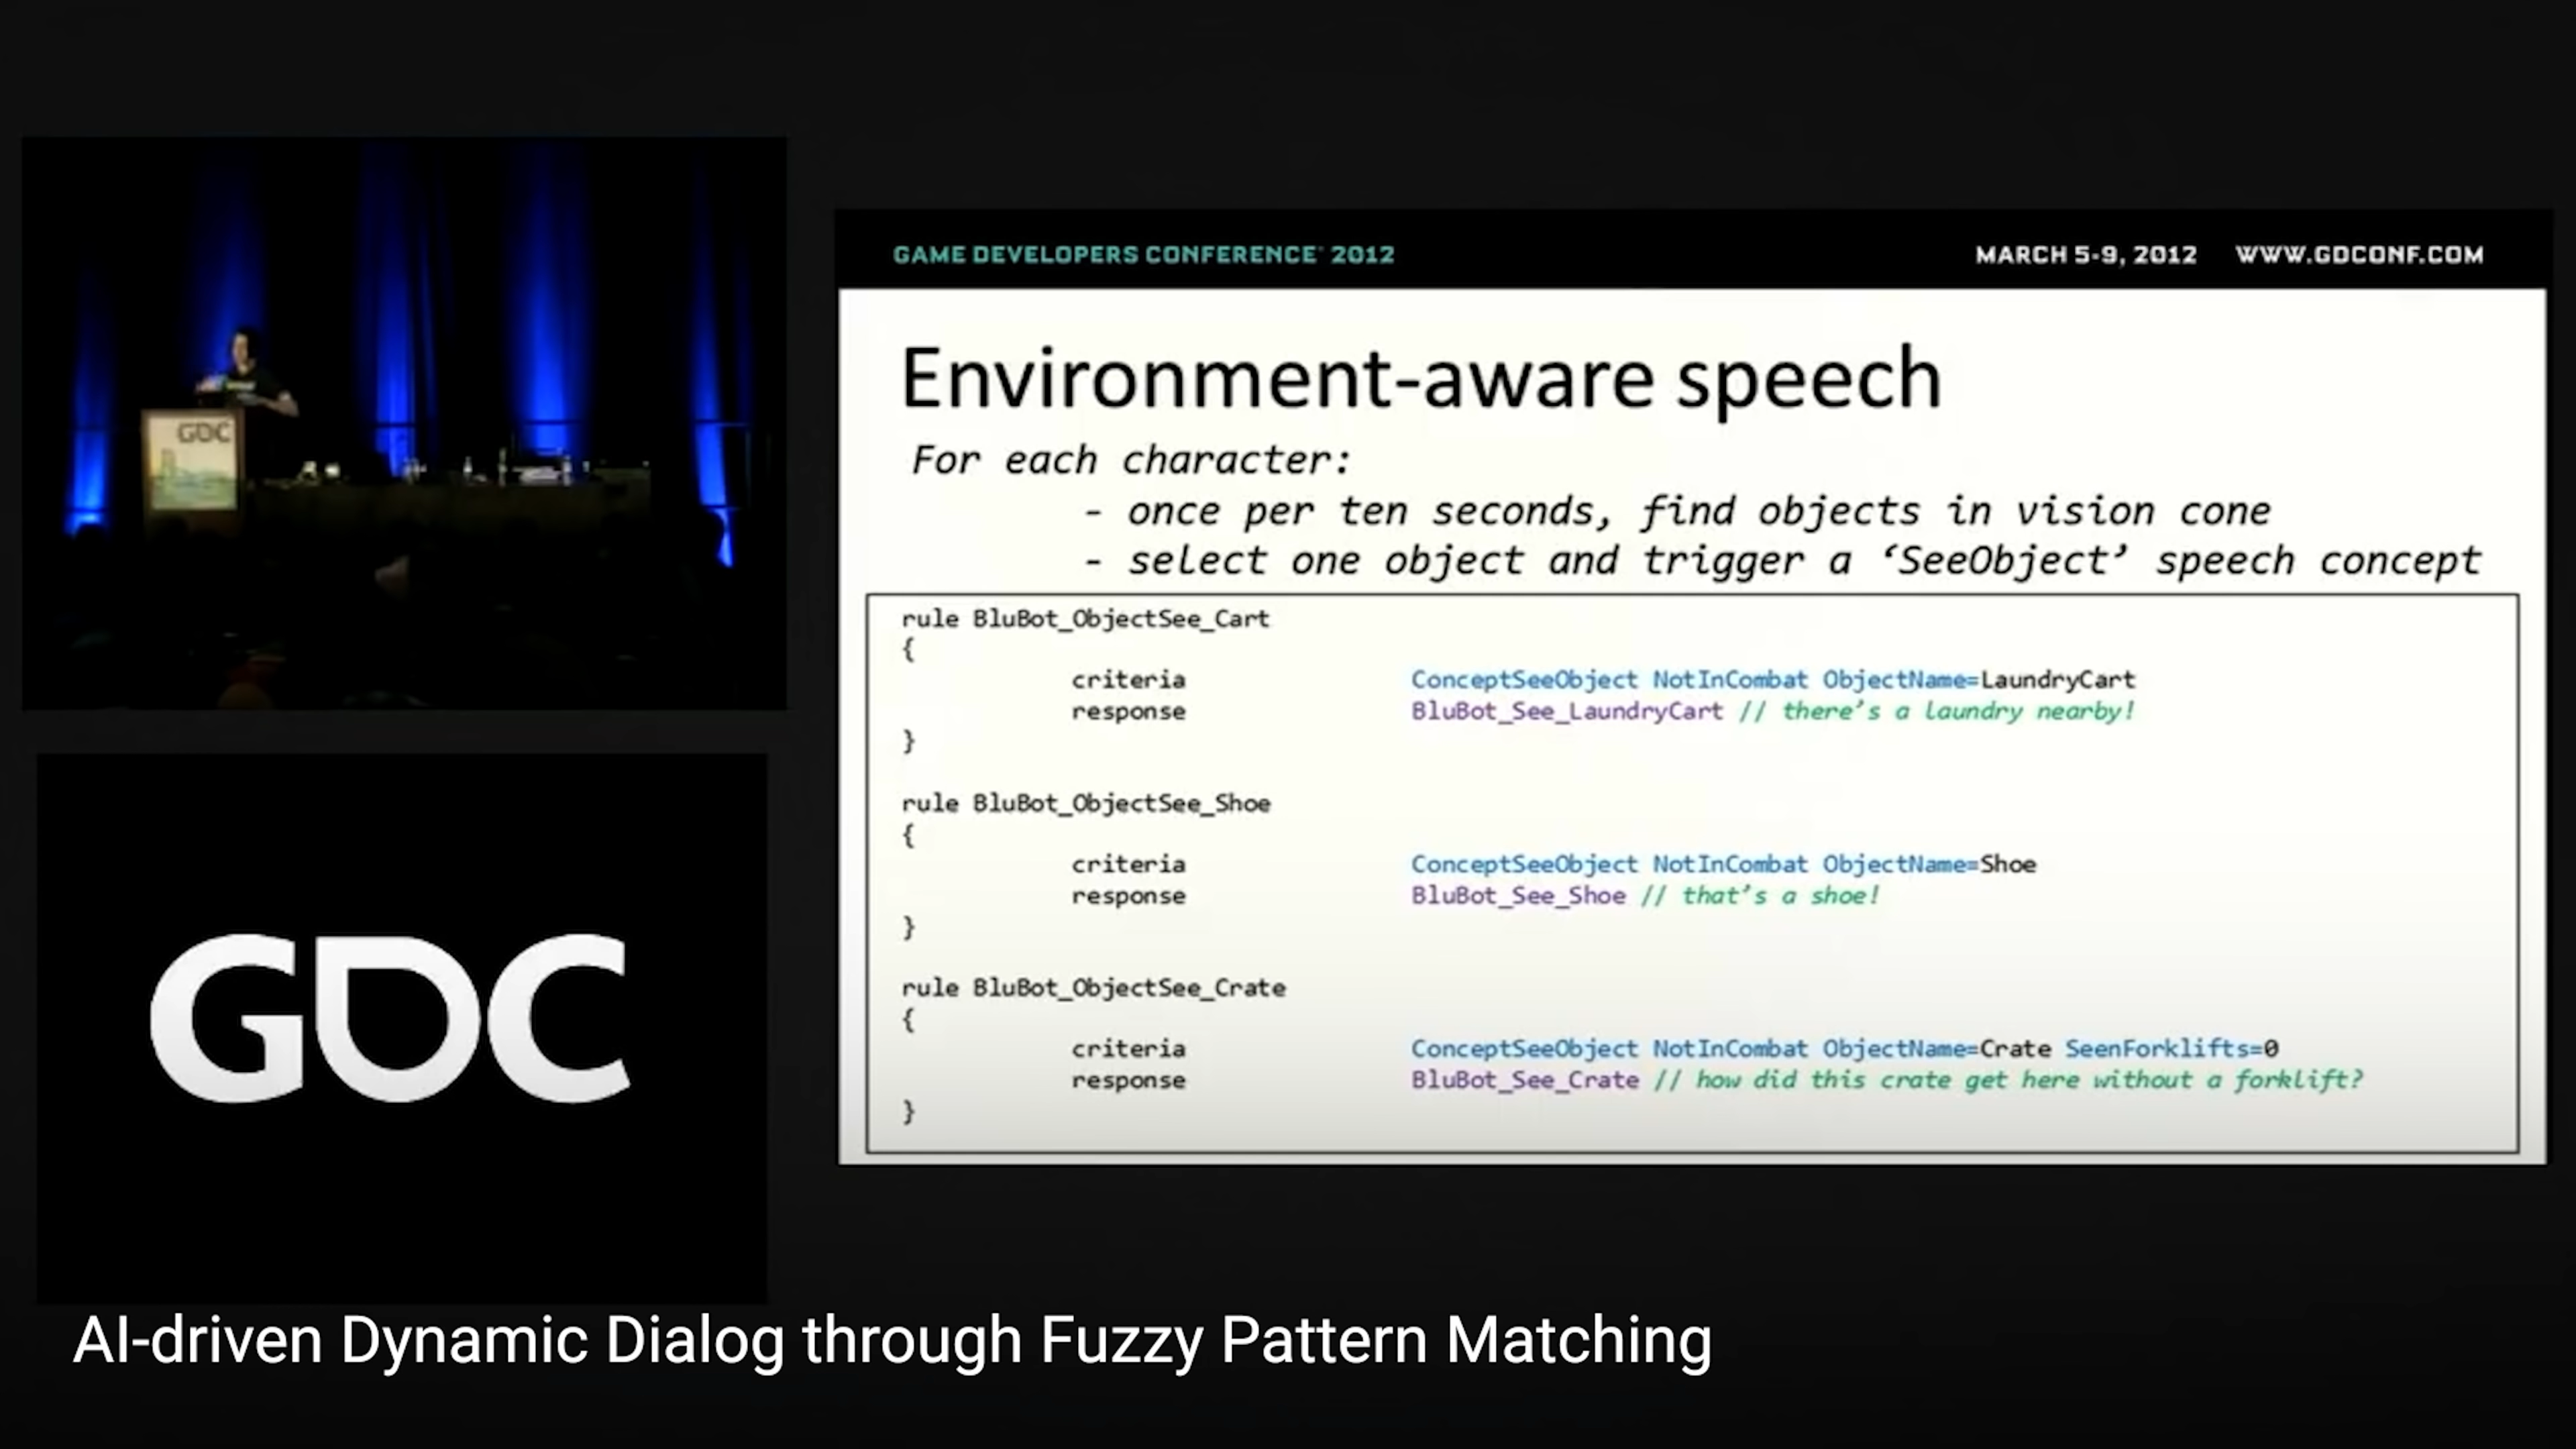 GDC
GAME DEVELOPERS CONFERENCE® 2012
MARCH 5-9, 2012 WWW.GDCONF.COM
Environment-aware speech
For each character:
- once per ten seconds, find objects in vision cone
- select one object and trigger a ‘SeeObject’ speech concept
rule BluBot_ObjectSee_Cart
{
criteria ConceptSeeObject NotInCombat ObjectName=LaundryCart
response BluBot_See_LaundryCart // there’s a laundry nearby!
}
rule BluBot_ObjectSee_Shoe
{
criteria ConceptSeeObject NotInCombat ObjectName=Shoe
response BluBot_See_Shoe // that’s a shoe!
}
rule BluBot_ObjectSee_Crate
{
criteria ConceptSeeObject NotInCombat ObjectName=Crate SeenForklifts=0
response BluBot_See_Crate // how did this crate get here without a forklift?
}
GDC
AI-driven Dynamic Dialog through Fuzzy Pattern Matching